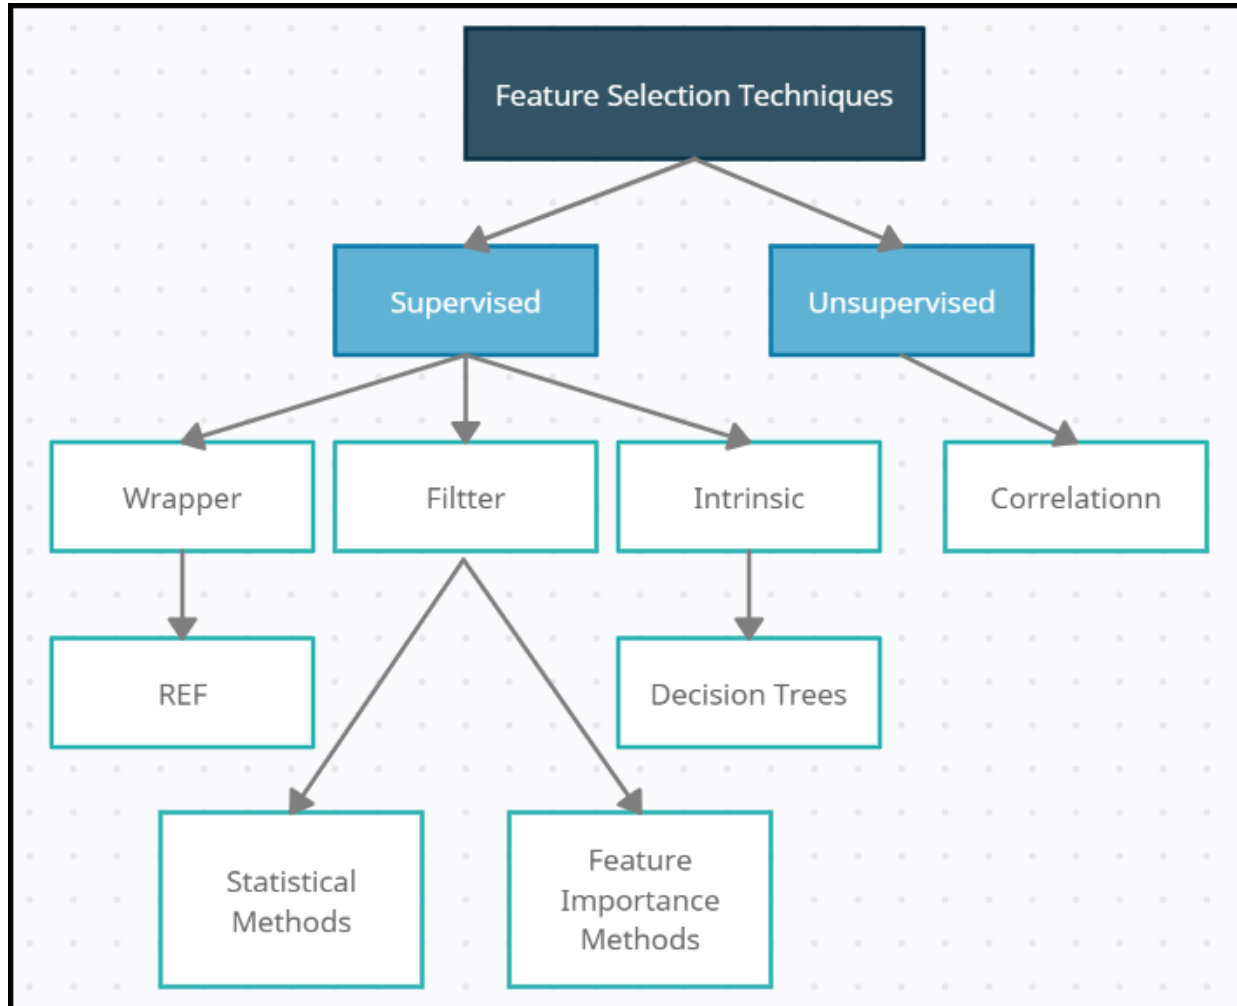 Feature Selection Techniques
Supervised
Unsupervised
Wrapper
Filtter
Intrinsic
Correlationn
REF
Decision Trees
Statistical
Methods
Feature
Importance
Methods